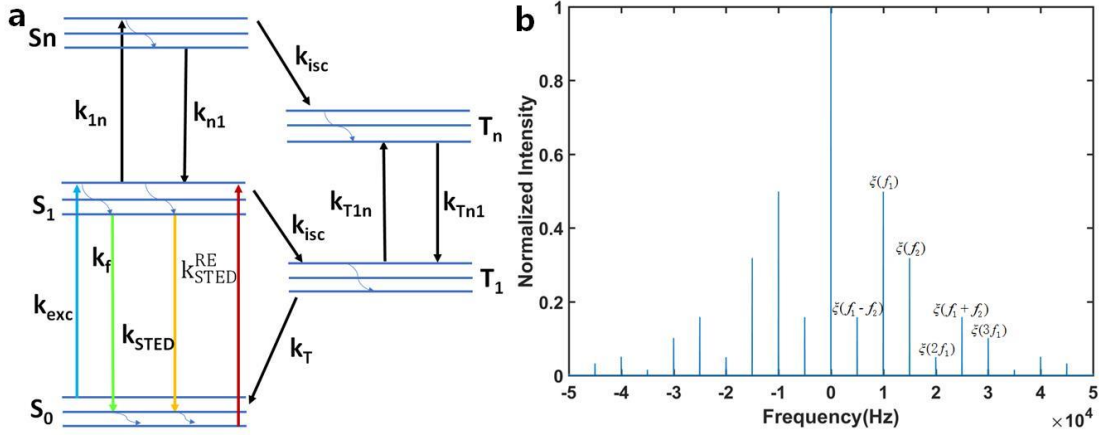 a
Sn
k1n
kn1
kisc
Tn
kT1n
kTn1
S1
kisc
kf
kSTED^RE
T1
kexc
kSTED
kT
S0
b
Normalized Intensity
1
0.8
0.6
0.4
0.2
0
ξ(f1)
ξ(f2)
ξ(f1-f2)
ξ(f1+f2)
ξ(3f1)
ξ(2f1)
-5 -4 -3 -2 -1 0 1 2 3 4 5
Frequency(Hz)
×10^4